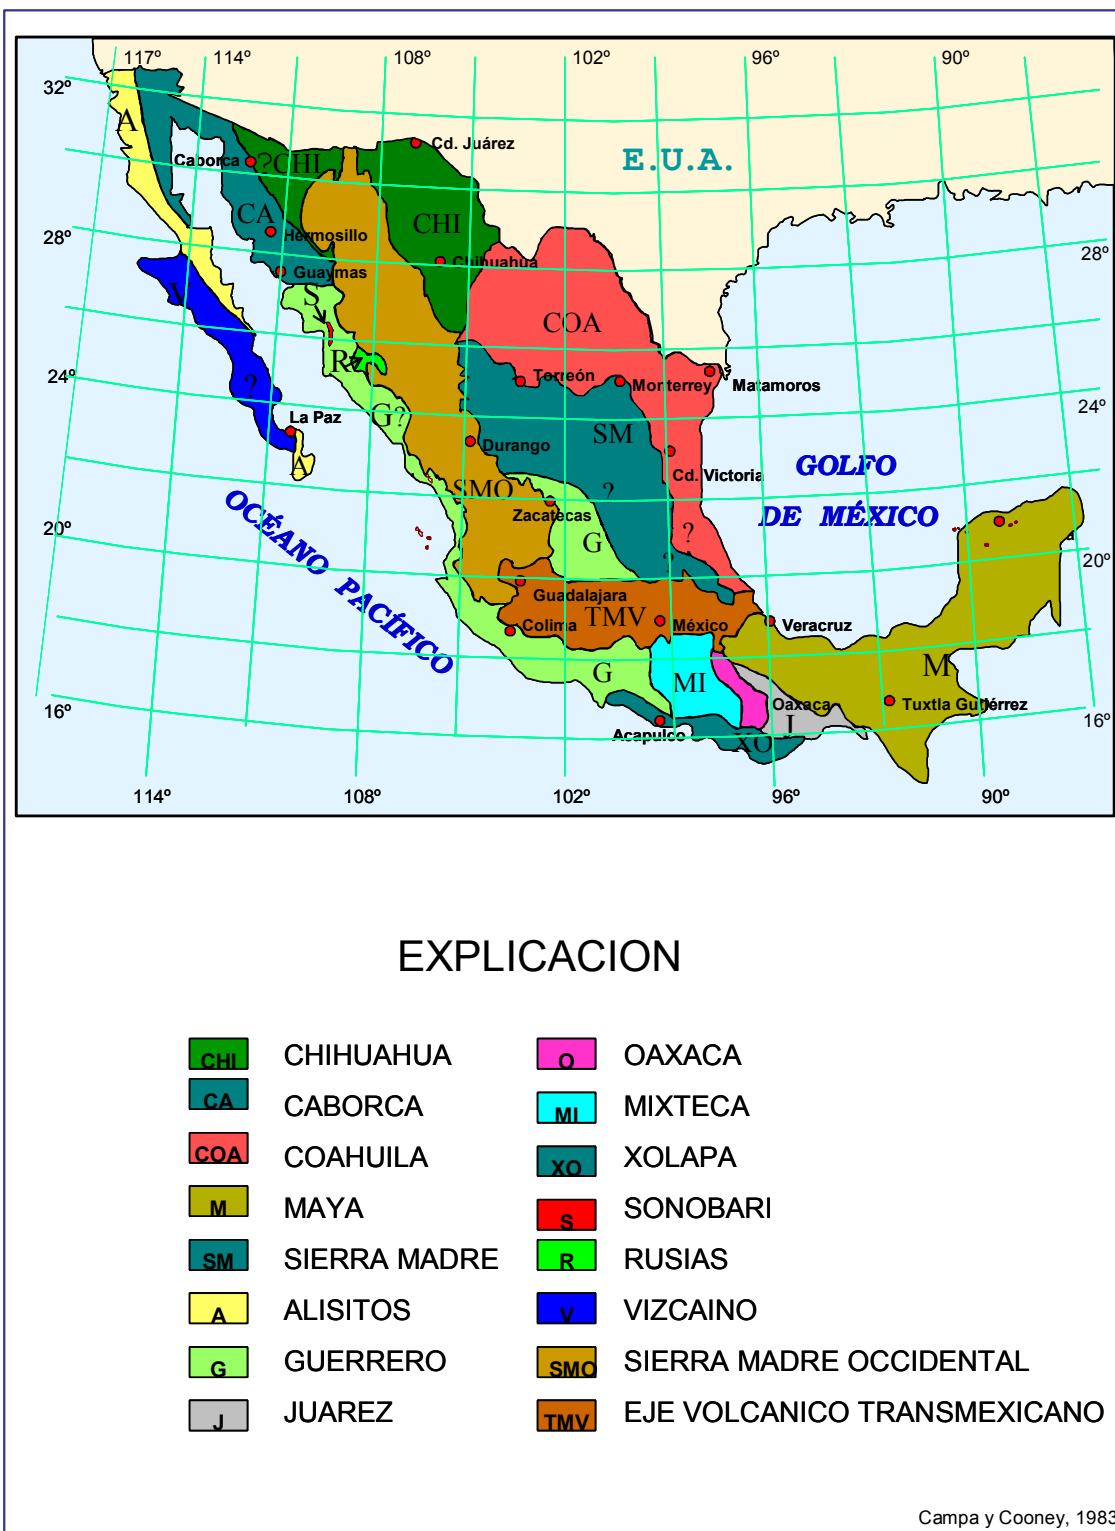 117º 114º 108º 102º 96º 90º
32º
A
Cd. Juárez
E.U.A.
Caborca
?CHI
CA
CHI
28º
Hermosillo
28º
Chihuahua
Guaymas
V
S
COA
R
24º
Torreón
Monterrey
Matamoros
?
24º
La Paz
G?
SM
Durango
GOLFO
DE MÉXICO
A
Cd. Victoria
SMO
?
OCÉANO PACÍFICO
Zacatecas
20º
G
?
?
20º
Guadalajara
TMV
Colima
México
Veracruz
G
MI
M
16º
Oaxaca
J
Tuxtla Gutiérrez
16º
Acapulco
XO
114º 108º 102º 96º 90º
EXPLICACION
CHI CHIHUAHUA
CA CABORCA
COA COAHUILA
M MAYA
SM SIERRA MADRE
A ALISITOS
G GUERRERO
J JUAREZ
O OAXACA
MI MIXTECA
XO XOLAPA
S SONOBARI
R RUSIAS
V VIZCAINO
SMO SIERRA MADRE OCCIDENTAL
TMV EJE VOLCANICO TRANSMEXICANO
Campa y Cooney, 1983